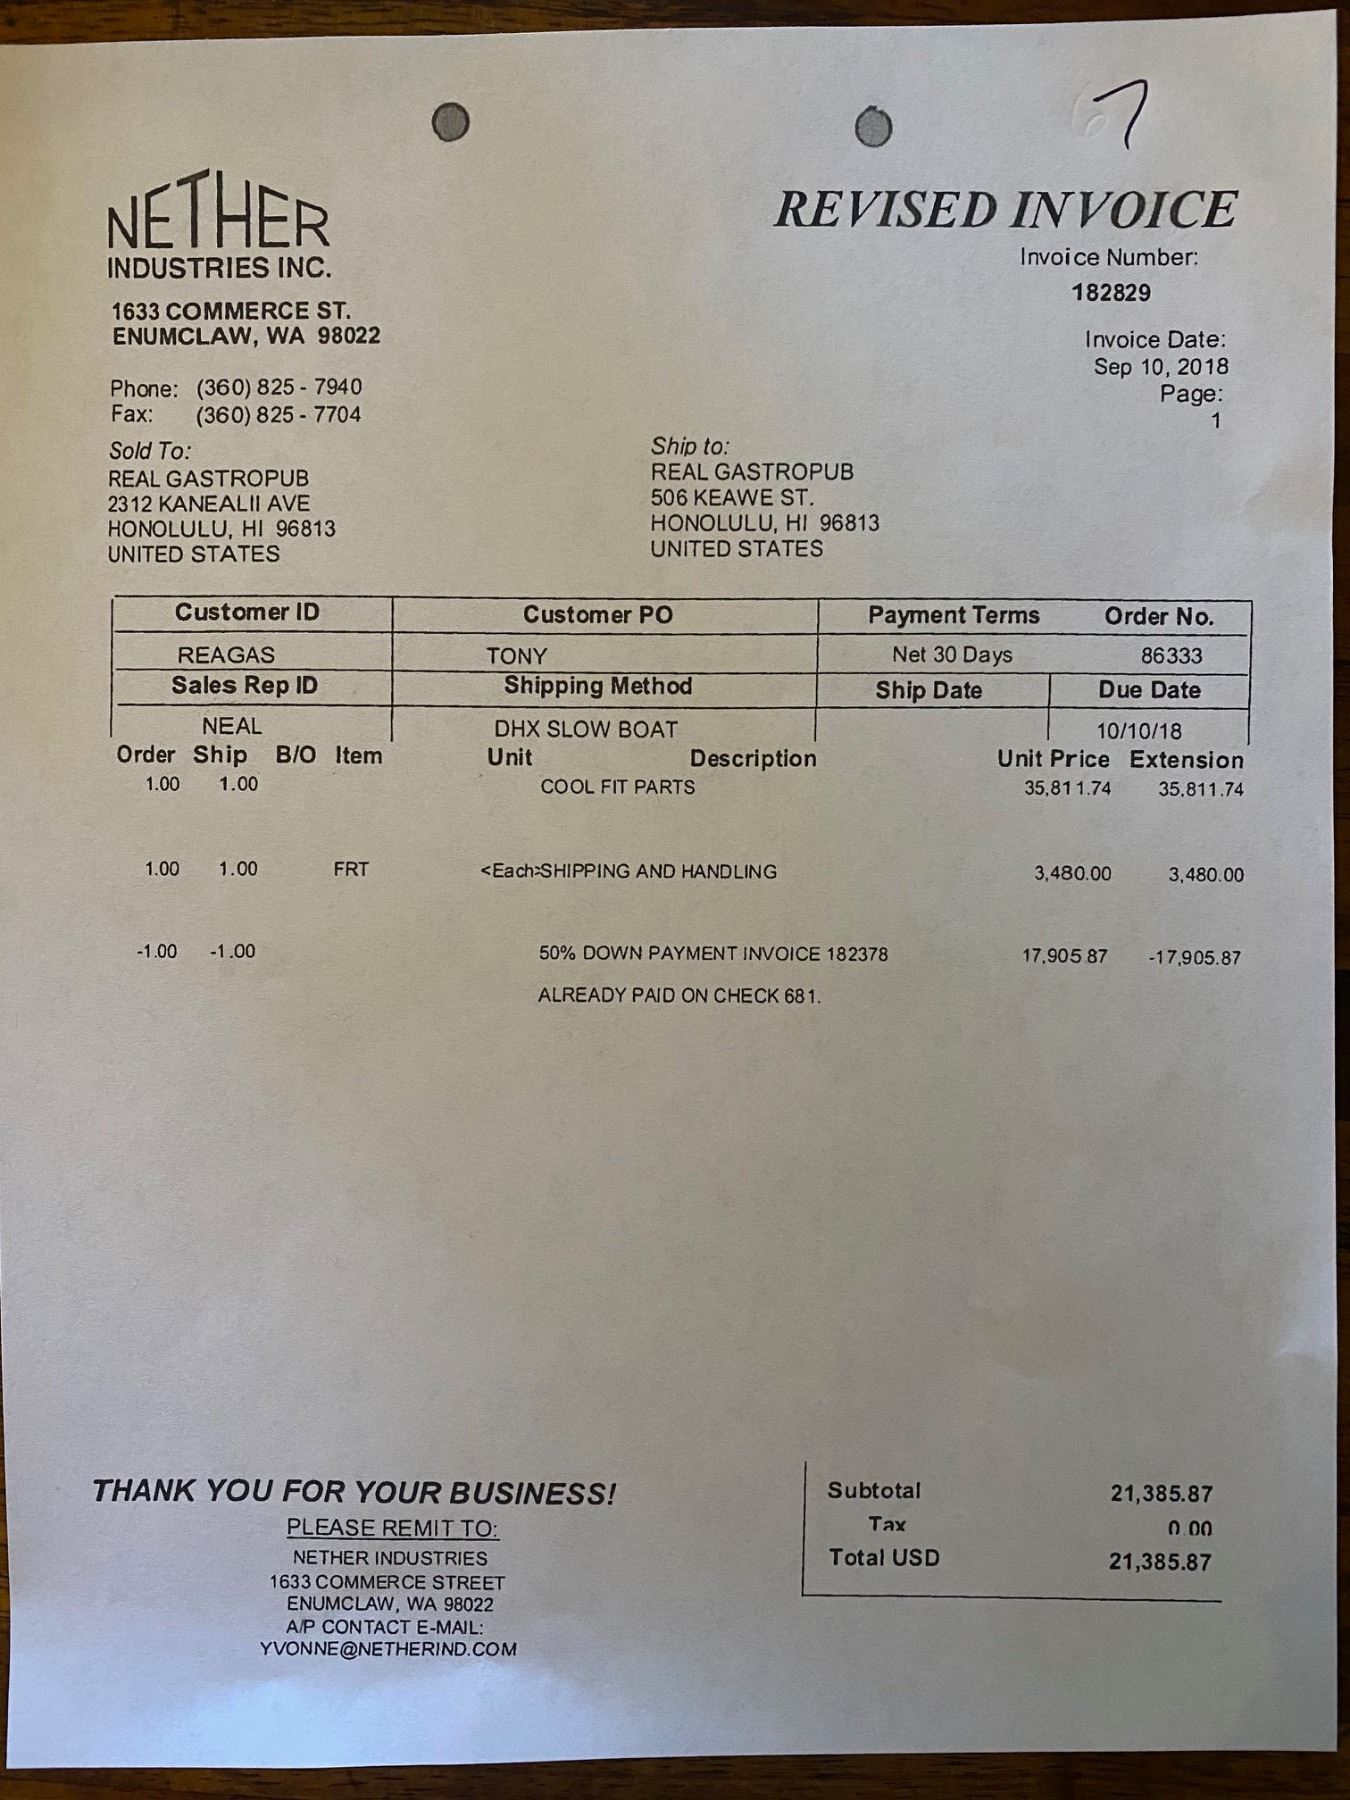 7
NETHER
INDUSTRIES INC.
1633 COMMERCE ST.
ENUMCLAW, WA 98022
Phone: (360) 825 - 7940
Fax: (360) 825 - 7704
REVISED INVOICE
Invoice Number:
182829
Invoice Date:
Sep 10, 2018
Page:
1
Sold To:
REAL GASTROPUB
2312 KANEALII AVE
HONOLULU, HI 96813
UNITED STATES
Ship to:
REAL GASTROPUB
506 KEAWE ST.
HONOLULU, HI 96813
UNITED STATES
Customer ID Customer PO Payment Terms Order No.
REAGAS TONY Net 30 Days 86333
Sales Rep ID Shipping Method Ship Date Due Date
NEAL DHX SLOW BOAT 10/10/18
Order Ship B/O Item Unit Description Unit Price Extension
1.00 1.00 COOL FIT PARTS 35,811.74 35,811.74
1.00 1.00 FRT <Each>SHIPPING AND HANDLING 3,480.00 3,480.00
-1.00 -1.00 50% DOWN PAYMENT INVOICE 182378 17,905.87 -17,905.87
ALREADY PAID ON CHECK 681.
THANK YOU FOR YOUR BUSINESS!
PLEASE REMIT TO:
NETHER INDUSTRIES
1633 COMMERCE STREET
ENUMCLAW, WA 98022
A/P CONTACT E-MAIL:
YVONNE@NETHERIND.COM
Subtotal 21,385.87
Tax 0.00
Total USD 21,385.87